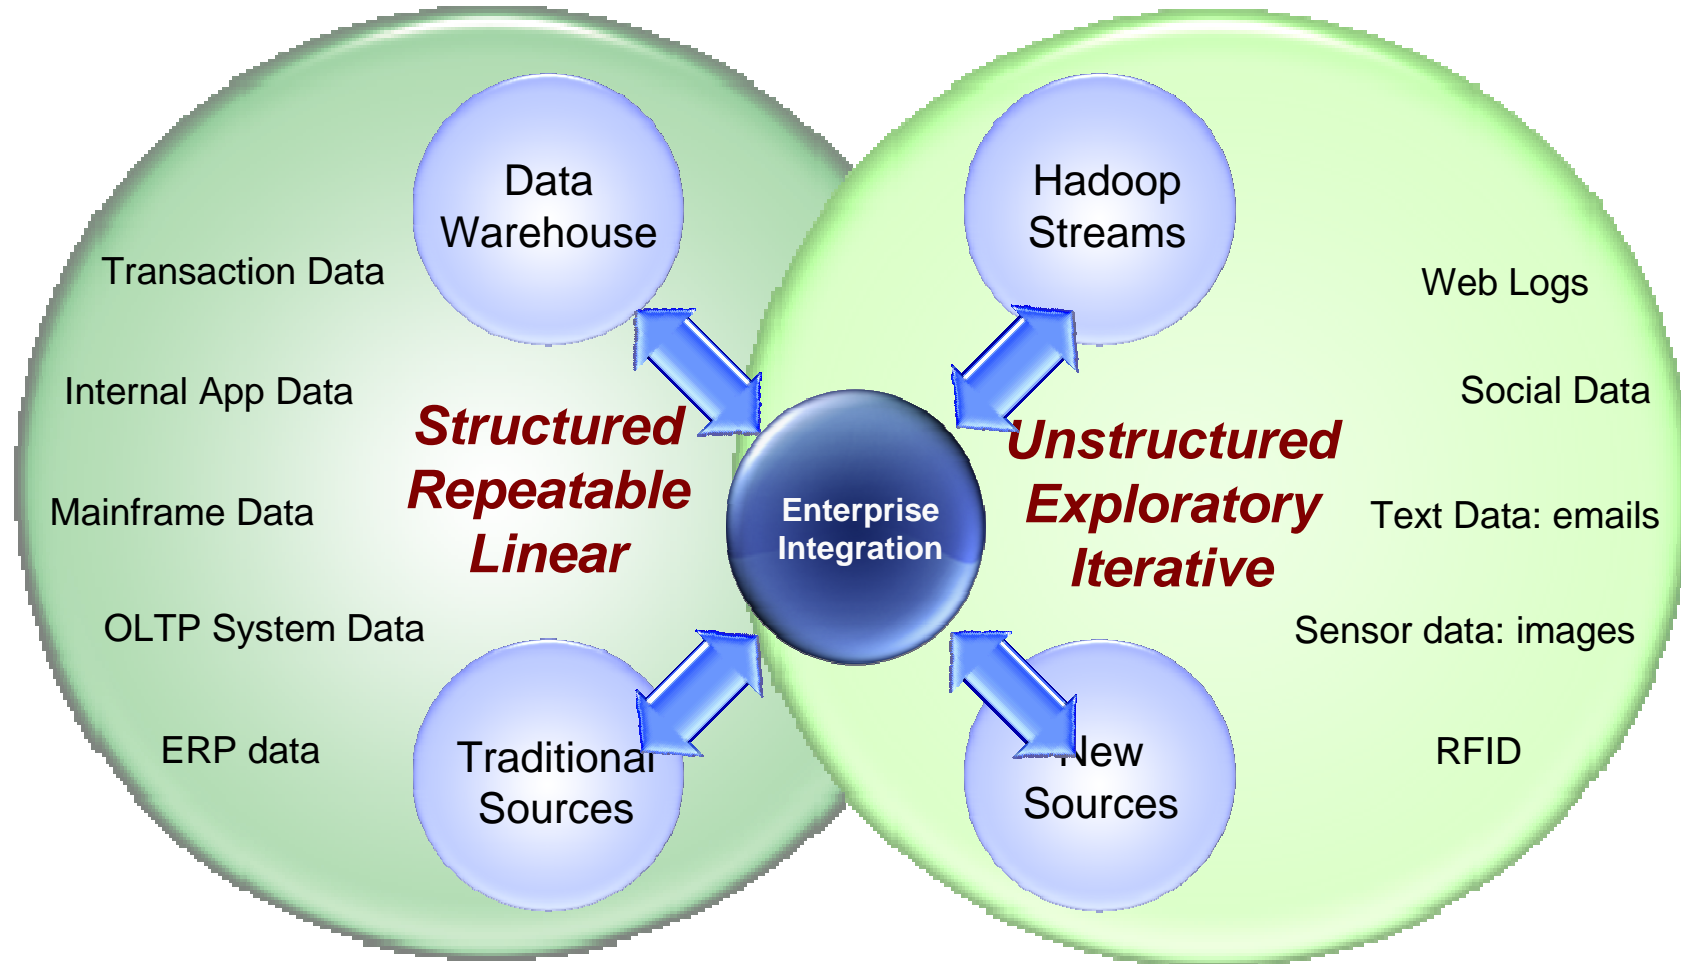 Data
Warehouse
Transaction Data
Internal App Data
Mainframe Data
OLTP System Data
ERP data
Structured
Repeatable
Linear
Traditional
Sources
Enterprise
Integration
Hadoop
Streams
Unstructured
Exploratory
Iterative
New
Sources
Web Logs
Social Data
Text Data: emails
Sensor data: images
RFID